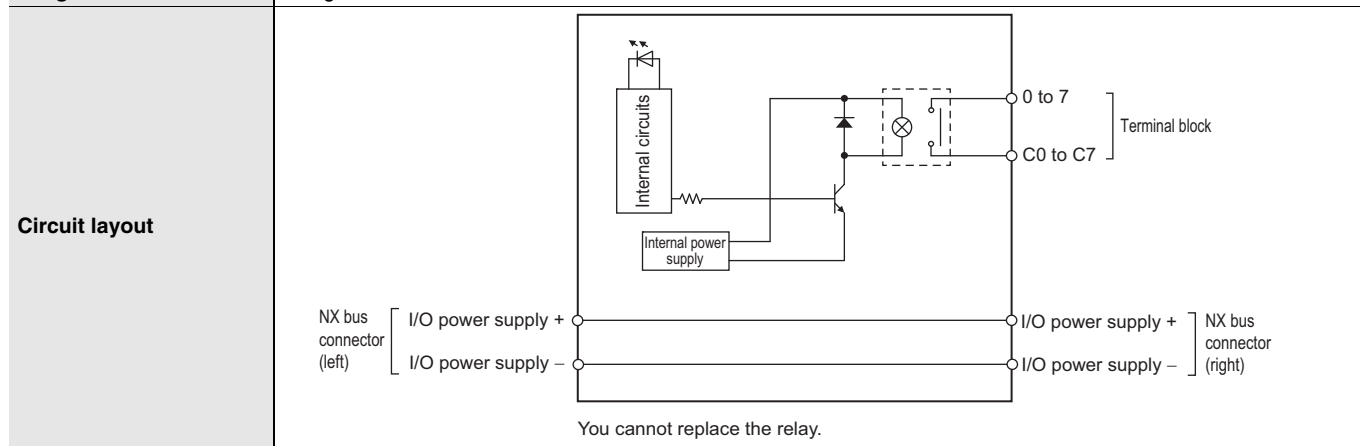 Circuit layout
Internal circuits
Internal power
supply
0 to 7
C0 to C7
Terminal block
NX bus
connector
(left)
I/O power supply +
I/O power supply –
I/O power supply +
I/O power supply –
NX bus
connector
(right)
You cannot replace the relay.